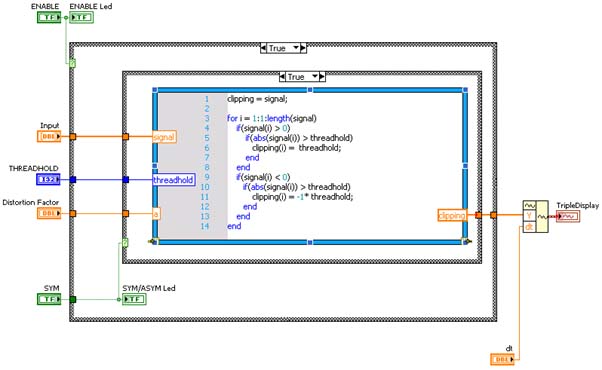 ENABLE
ENABLE Led
TF
TF
?
True
True
Input
DBL
signal
THREADHOLD
I32
threadhold
Distortion Factor
DBL
a
1 clipping = signal;
2
3 for i = 1:1:length(signal)
4 if(signal(i) > 0)
5 if(abs(signal(i)) > threadhold)
6 clipping(i) = threadhold;
7 end
8 end
9 if(signal(i) < 0)
10 if(abs(signal(i)) > threadhold)
11 clipping(i) = -1* threadhold;
12 end
13 end
14 end
clipping
Y
dt
TripleDisplay
?
SYM
TF
SYM/ASYM Led
TF
dt
DBL